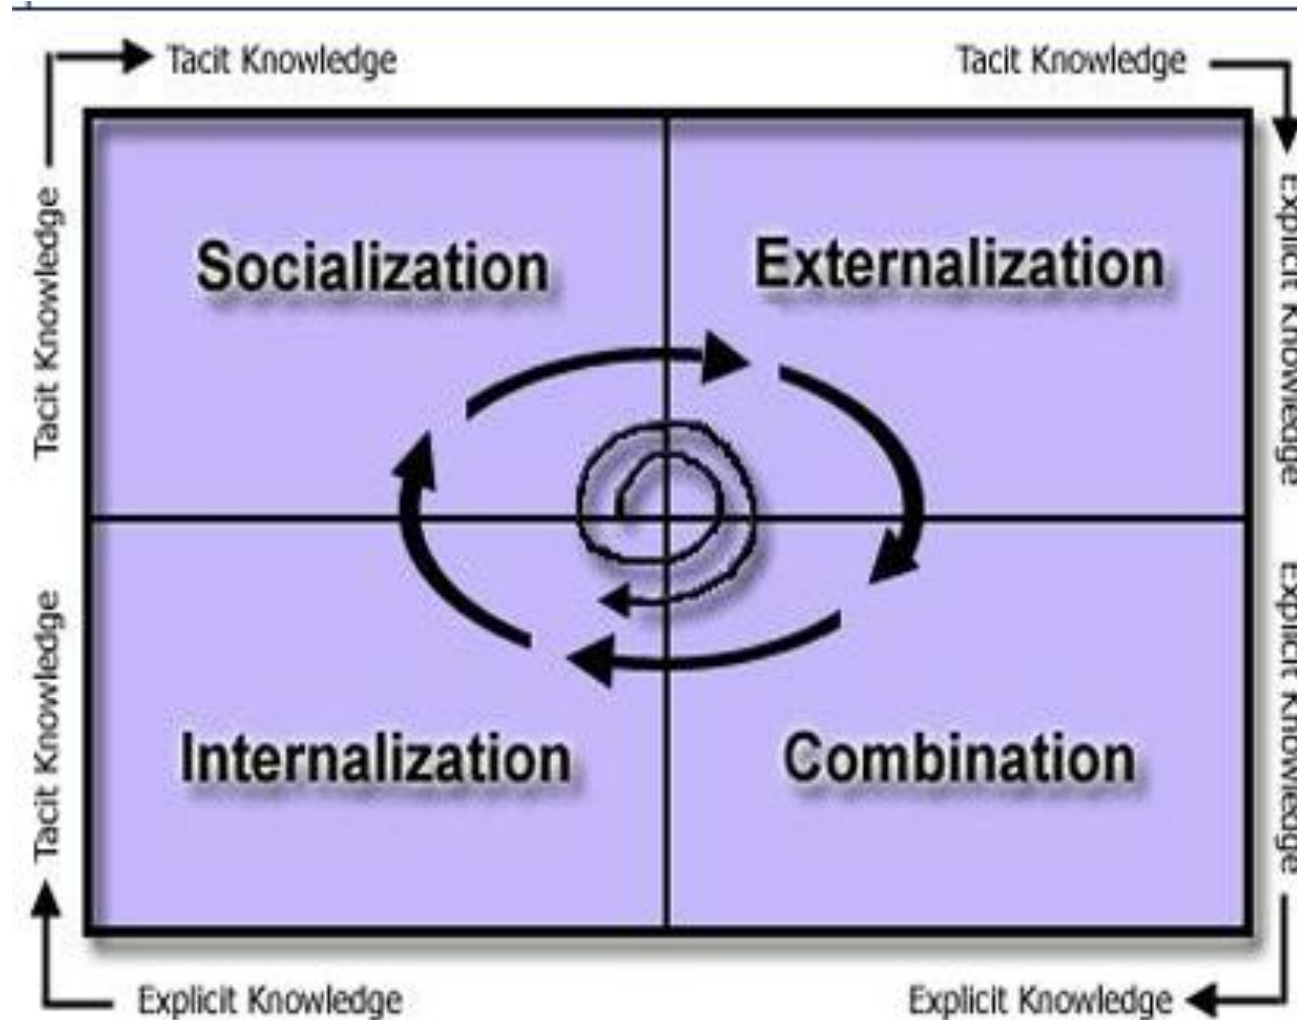 Tacit Knowledge
Tacit Knowledge
Tacit Knowledge
Explicit Knowledge
Socialization
Externalization
Tacit Knowledge
Explicit Knowledge
Internalization
Combination
Explicit Knowledge
Explicit Knowledge